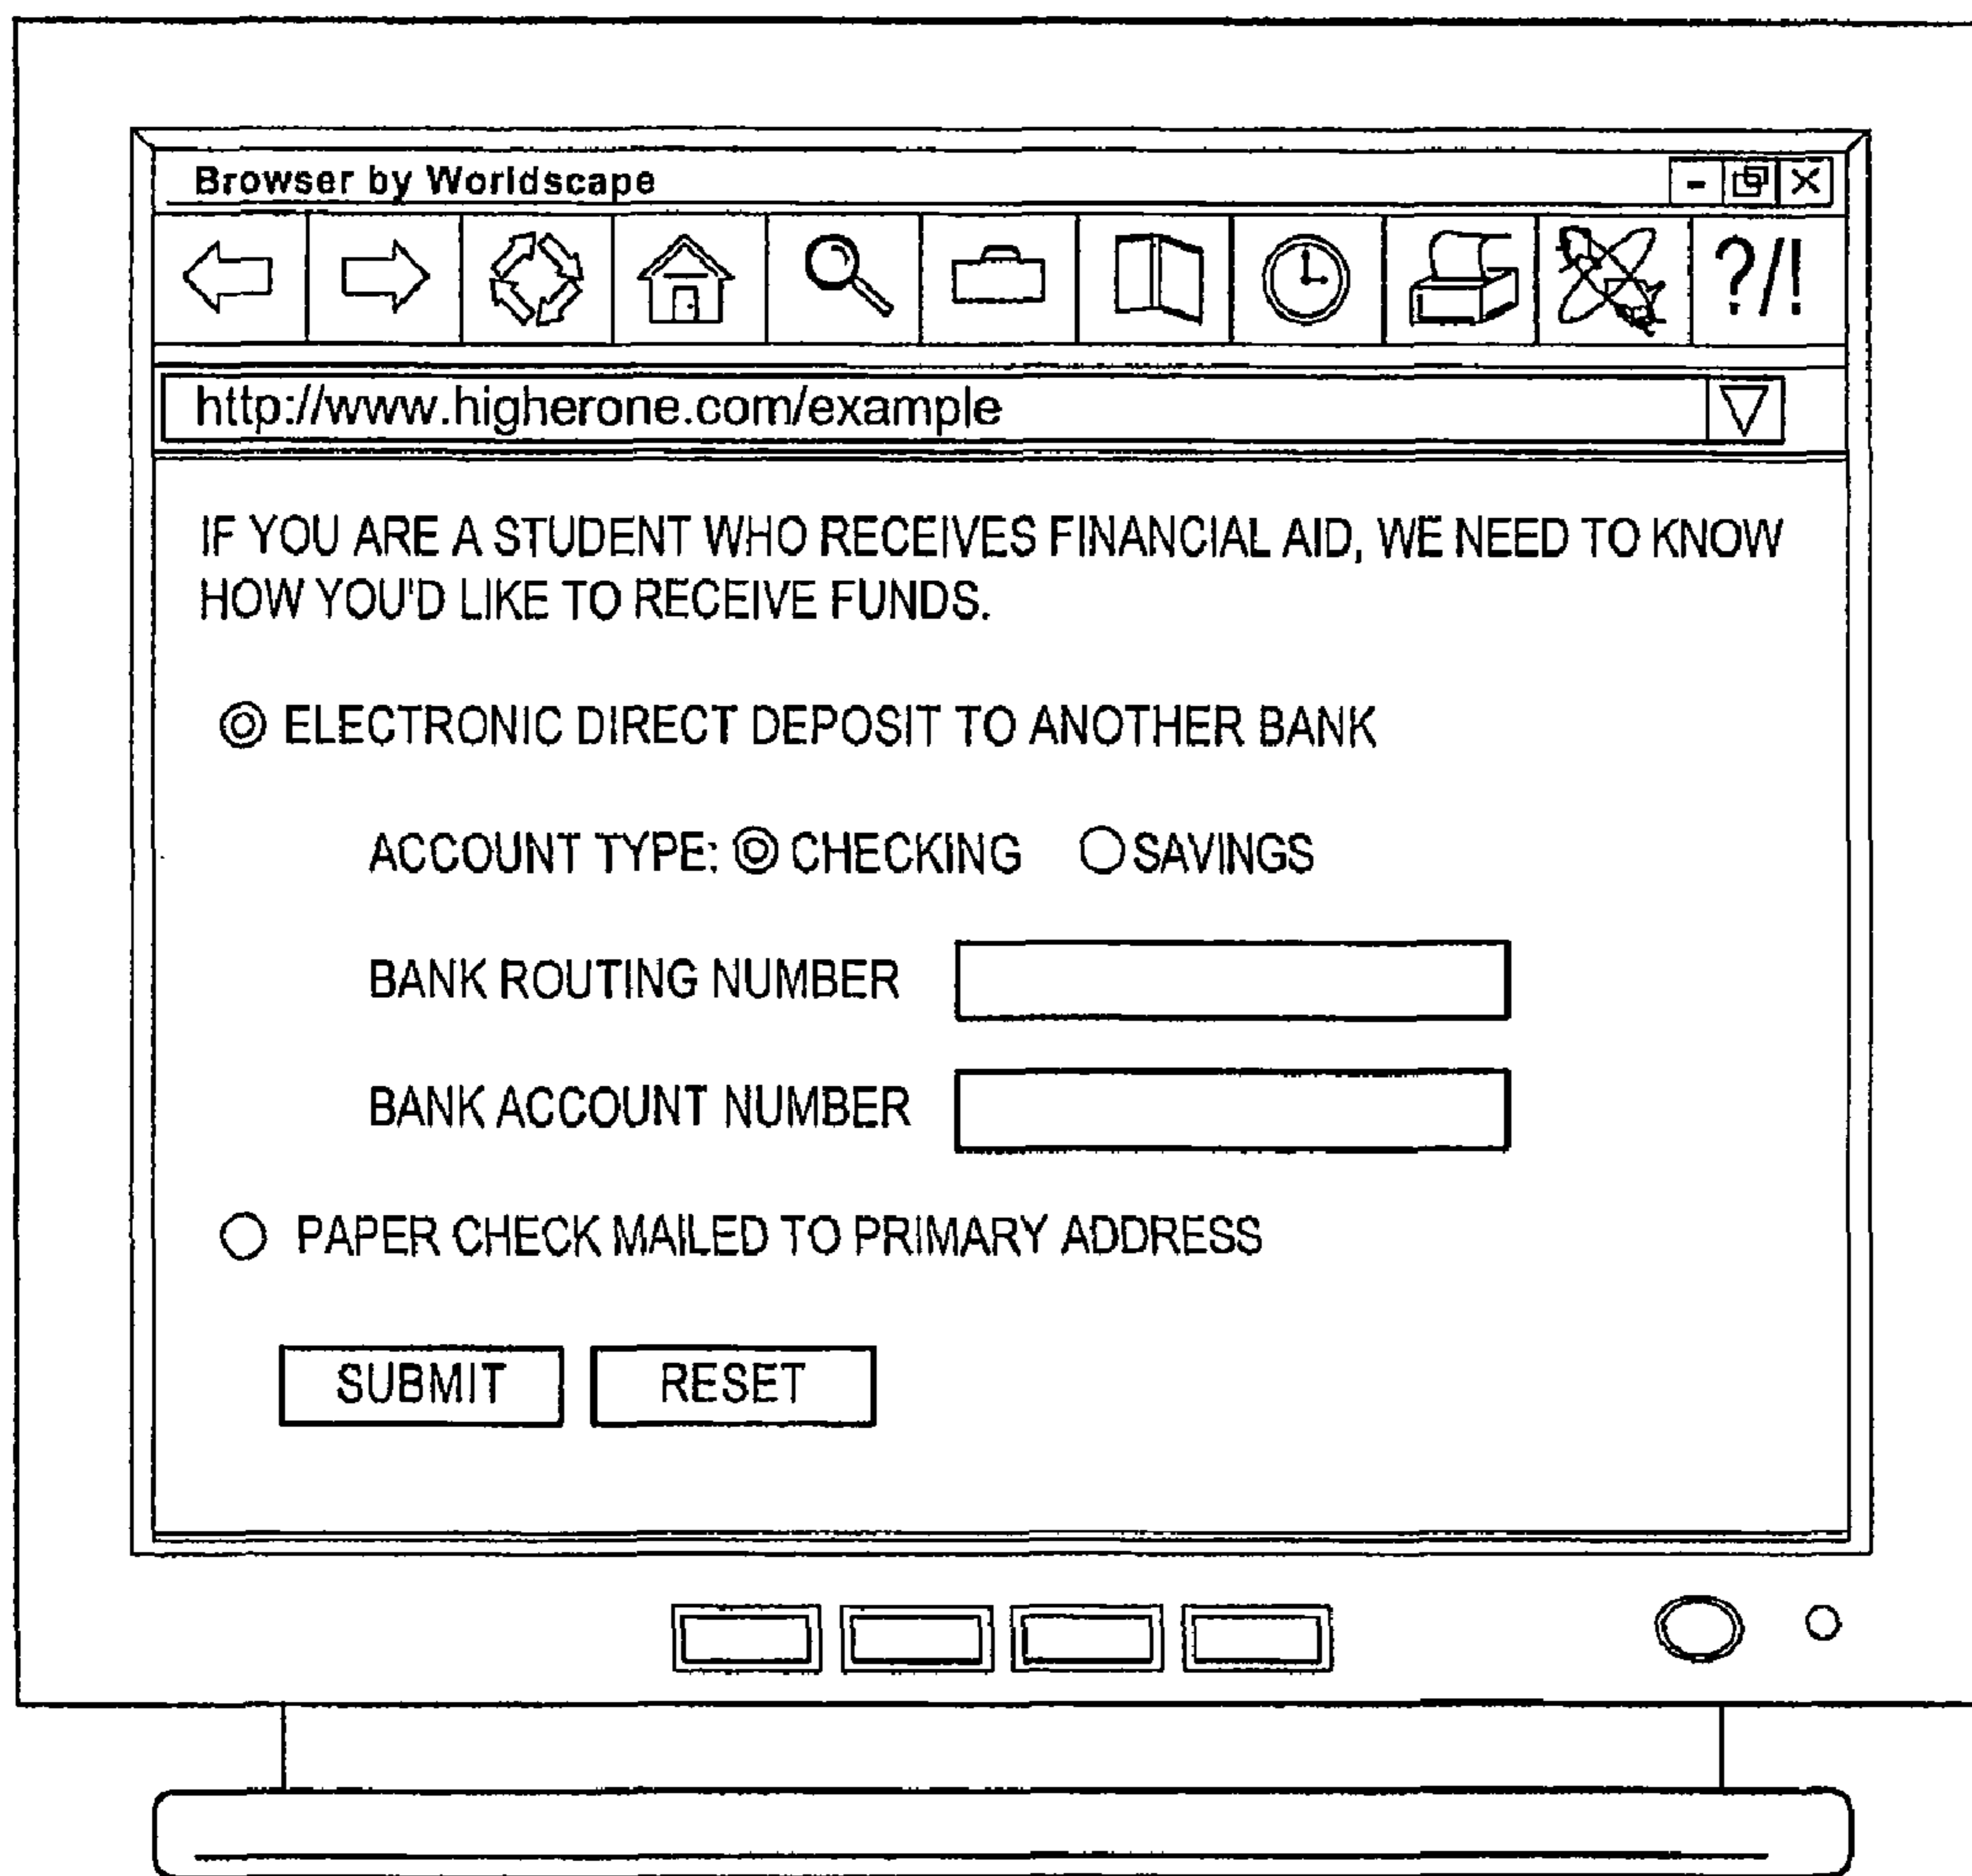 Browser by Worldscape
?/!
http://www.higherone.com/example
IF YOU ARE A STUDENT WHO RECEIVES FINANCIAL AID, WE NEED TO KNOW
HOW YOU'D LIKE TO RECEIVE FUNDS.
ELECTRONIC DIRECT DEPOSIT TO ANOTHER BANK
ACCOUNT TYPE: CHECKING SAVINGS
BANK ROUTING NUMBER
BANK ACCOUNT NUMBER
PAPER CHECK MAILED TO PRIMARY ADDRESS
SUBMIT RESET